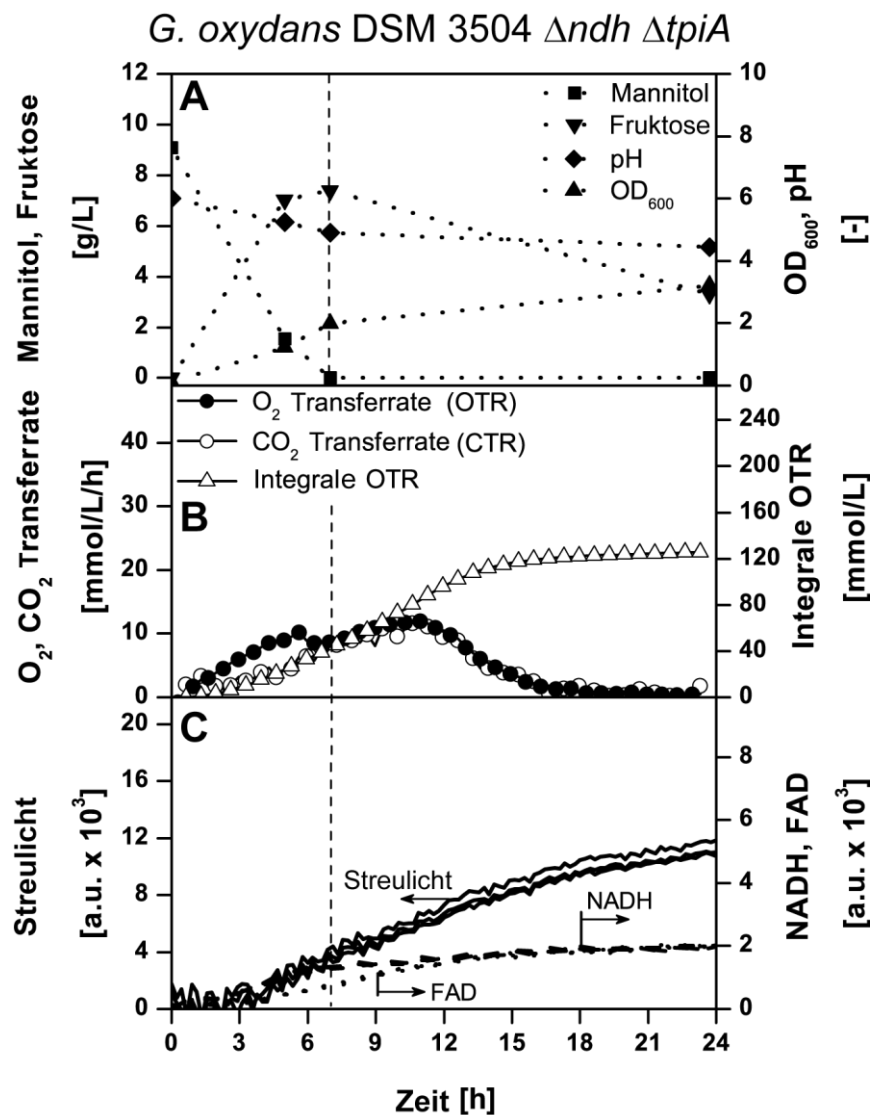 G. oxydans DSM 3504 Δndh ΔtpiA
A
Mannitol
Fruktose
pH
OD600
12
10
8
6
4
2
0
Mannitol, Fruktose
[g/L]
10
8
6
4
2
0
OD600, pH
[-]
O2 Transferrate (OTR)
CO2 Transferrate (CTR)
Integrale OTR
B
40
30
20
10
0
O2, CO2 Transferrate
[mmol/L/h]
240
200
160
120
80
40
0
Integrale OTR
[mmol/L]
C
20
16
12
8
4
0
Streulicht
[a.u. x 10³]
8
6
4
2
0
NADH, FAD
[a.u. x 10³]
Streulicht
NADH
FAD
0 3 6 9 12 15 18 21 24
Zeit [h]